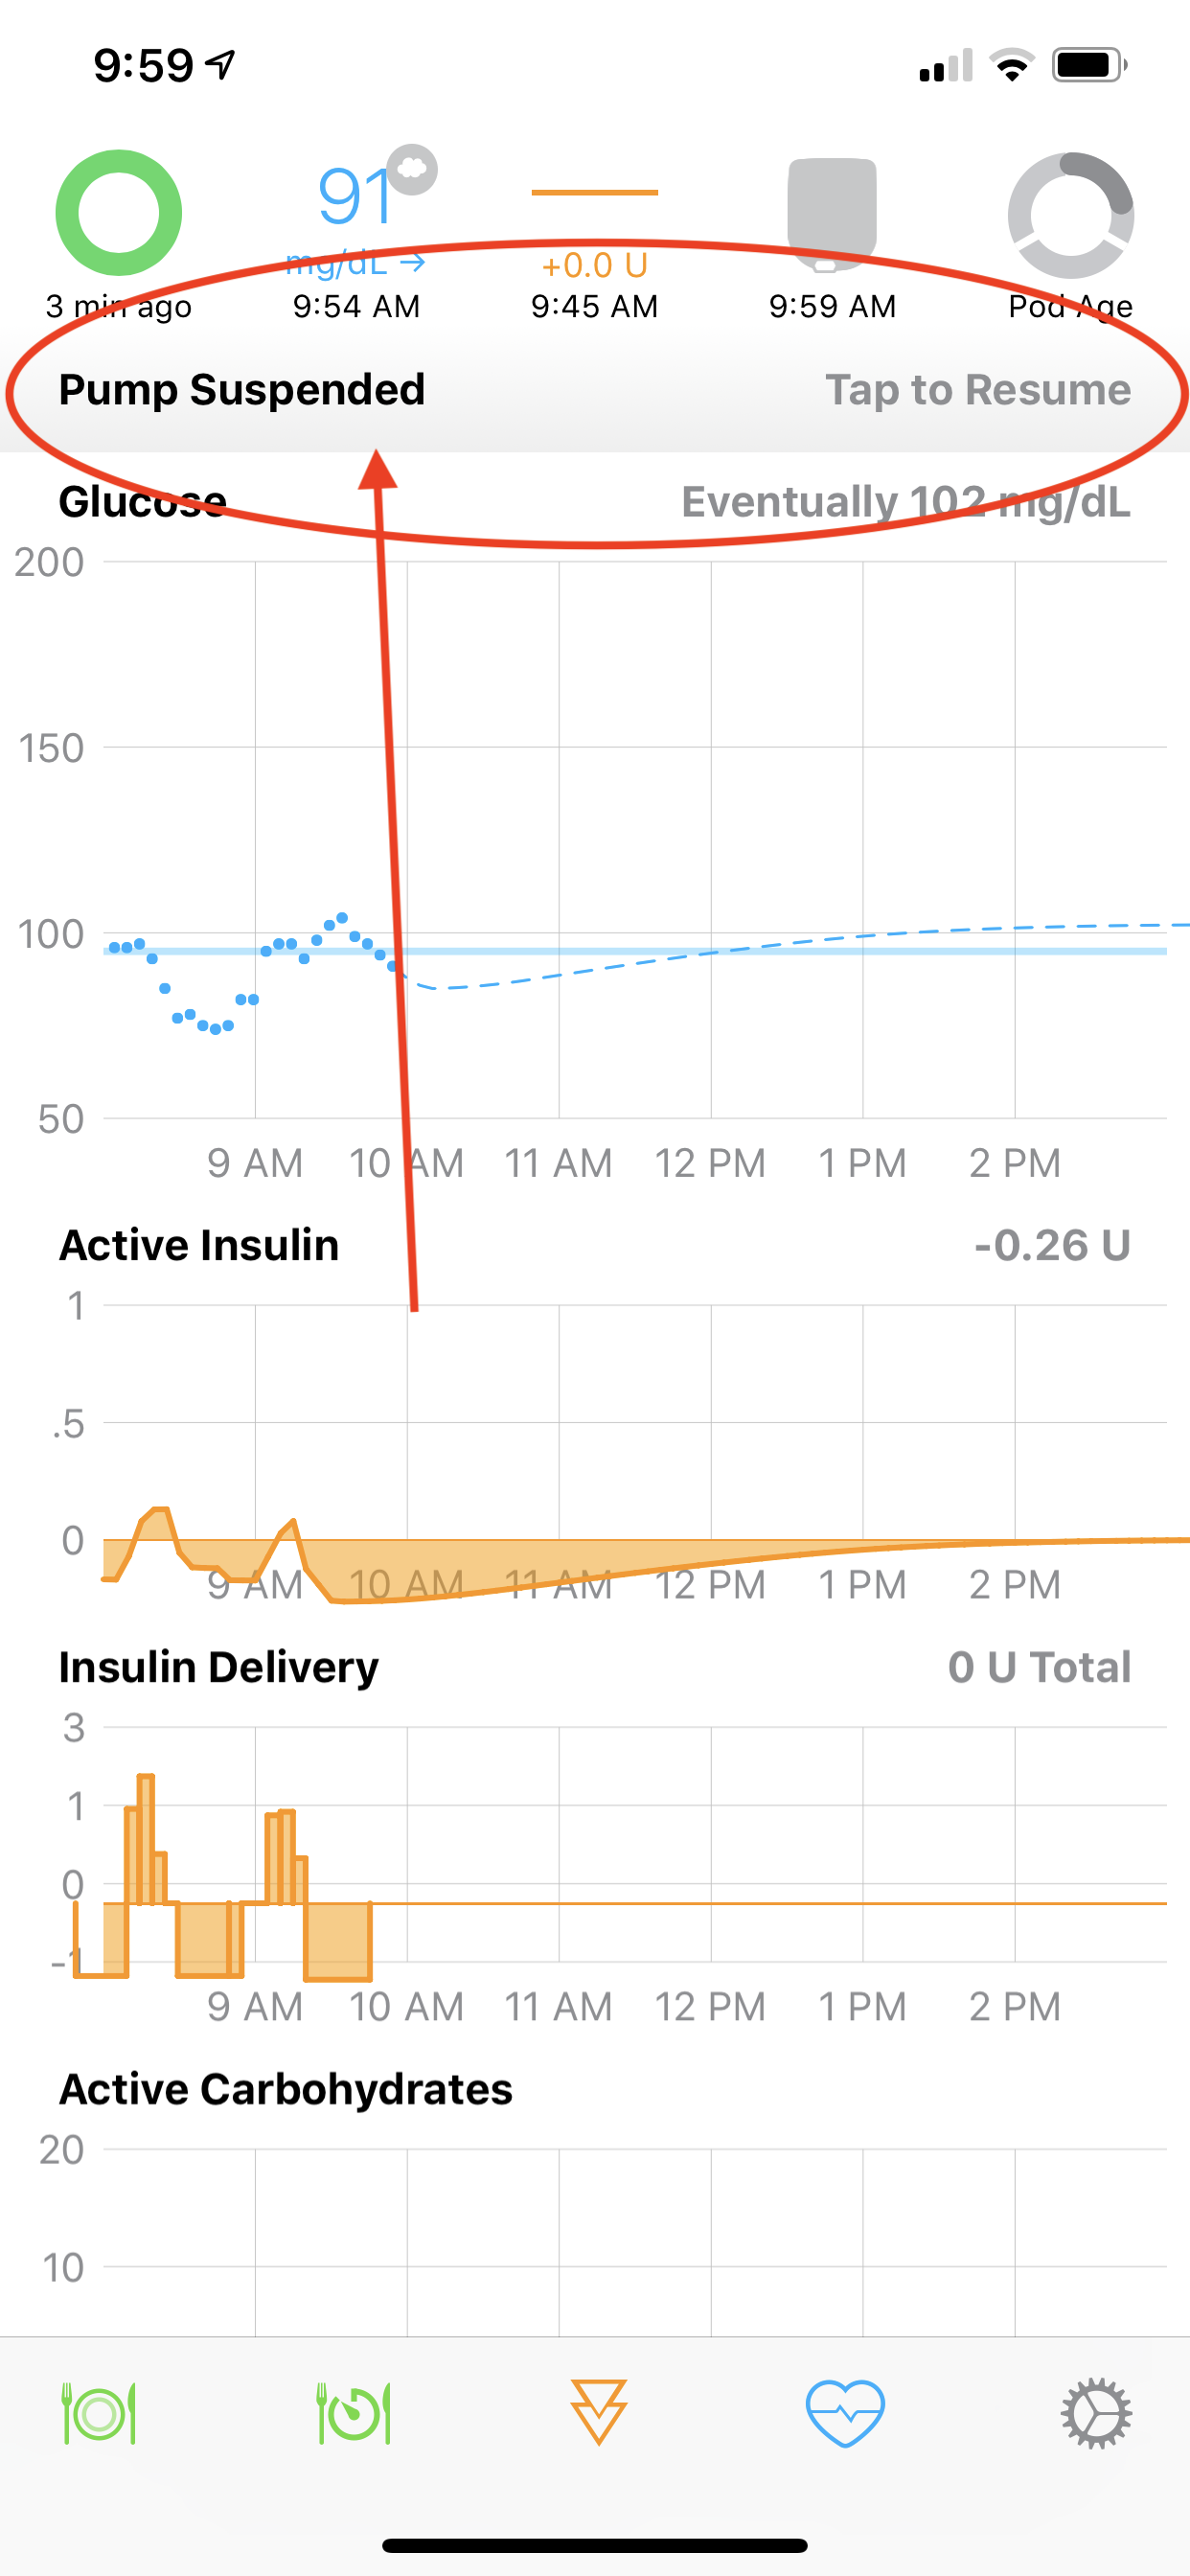 9:59
91
mg/dL →
+0.0 U
3 min ago
9:54 AM
9:45 AM
9:59 AM
Pod Age
Pump Suspended
Tap to Resume
Glucose
Eventually 102 mg/dL
200
150
100
50
9 AM 10 AM 11 AM 12 PM 1 PM 2 PM
Active Insulin
-0.26 U
1
.5
0
9 AM 10 AM 11 AM 12 PM 1 PM 2 PM
Insulin Delivery
0 U Total
3
1
0
-1
9 AM 10 AM 11 AM 12 PM 1 PM 2 PM
Active Carbohydrates
20
10